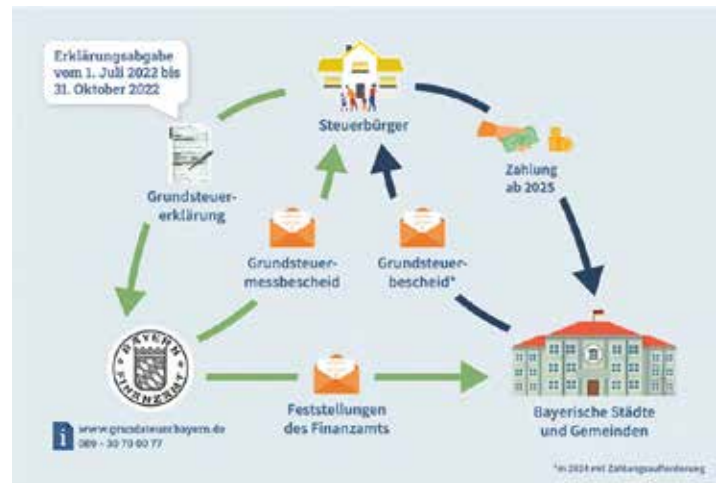 Erklärungsabgabe
vom 1. Juli 2022 bis
31. Oktober 2022
Steuerbürger
Zahlung
ab 2025
Grundsteuer-
erklärung
Grundsteuer-
messbescheid
Grundsteuer-
bescheid*
BAYERN
FINANZAMT
Feststellungen
des Finanzamts
Bayerische Städte
und Gemeinden
www.grundsteuer.bayern.de
089 - 30 70 00 77
*in 2024 mit Zahlungsaufforderung